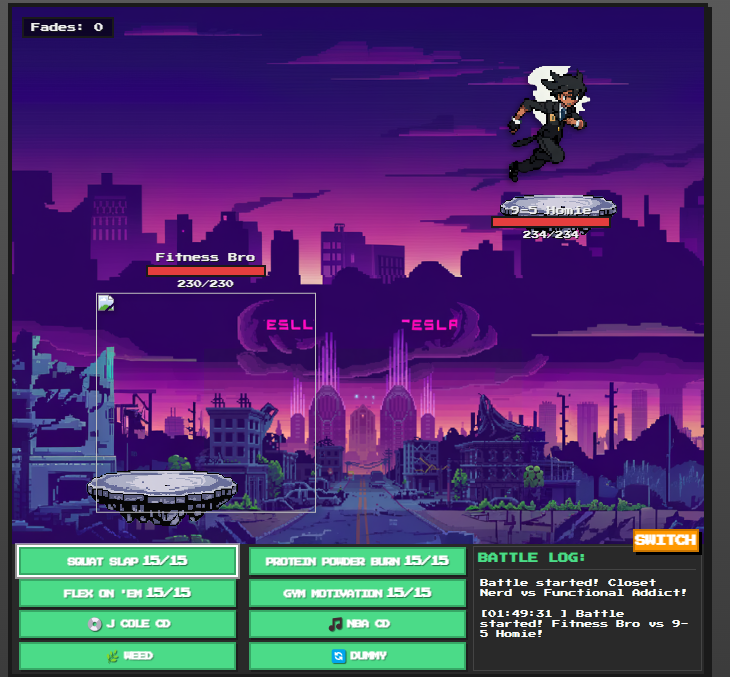 Fades: 0
9-5 Homie
234/234
Fitness Bro
230/230
ESLL
TESLA
SWITCH
SQUAT SLAP 15/15
PROTEIN POWDER BURN 15/15
FLEX ON 'EM 15/15
GYM MOTIVATION 15/15
J COLE CD
NBA CD
WEED
DUMMY
BATTLE LOG:
Battle started! Closet
Nerd vs Functional Addict!
[01:49:31 ] Battle
started! Fitness Bro vs 9-
5 Homie!